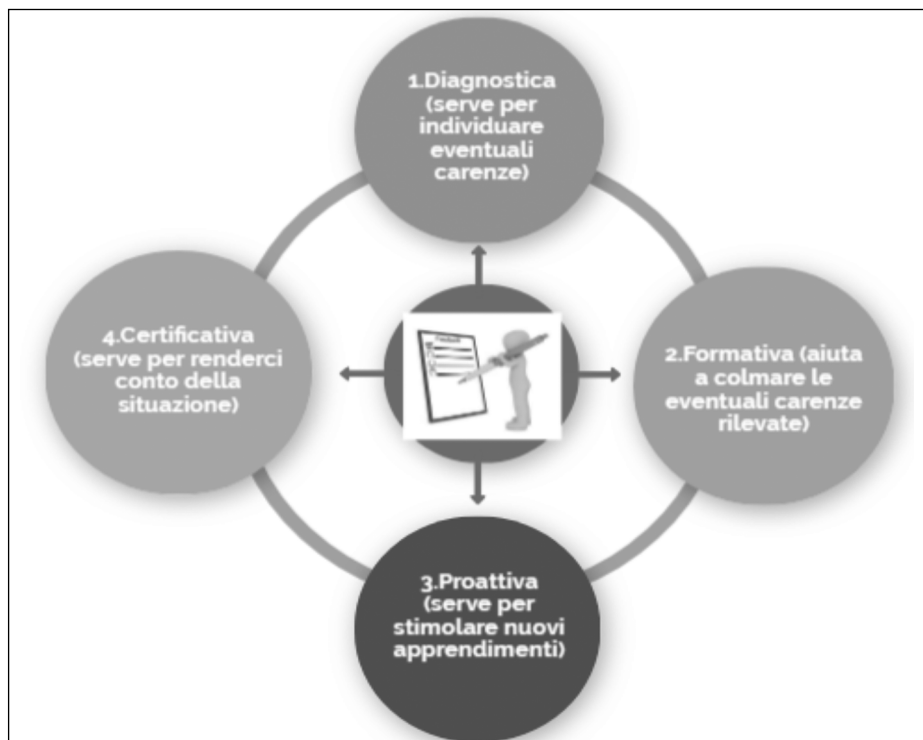 1.Diagnostica
(serve per
individuare
eventuali
carenze)
2.Formativa (aiuta
a colmare le
eventuali carenze
rilevate)
3.Proattiva
(serve per
stimolare nuovi
apprendimenti)
4.Certificativa
(serve per renderci
conto della
situazione)